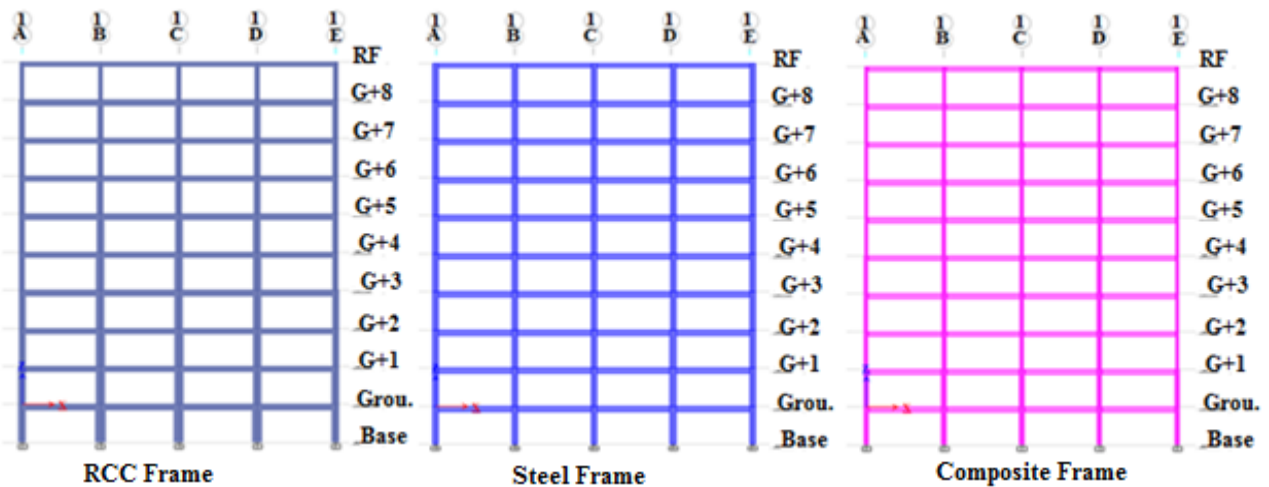 1 1 1 1 1
A B C D E
RF
G+8
G+7
G+6
G+5
G+4
G+3
G+2
G+1
Grou.
Base
X
RCC Frame
1 1 1 1 1
A B C D E
RF
G+8
G+7
G+6
G+5
G+4
G+3
G+2
G+1
Grou.
Base
X
Steel Frame
1 1 1 1 1
A B C D E
RF
G+8
G+7
G+6
G+5
G+4
G+3
G+2
G+1
Grou.
Base
X
Composite Frame